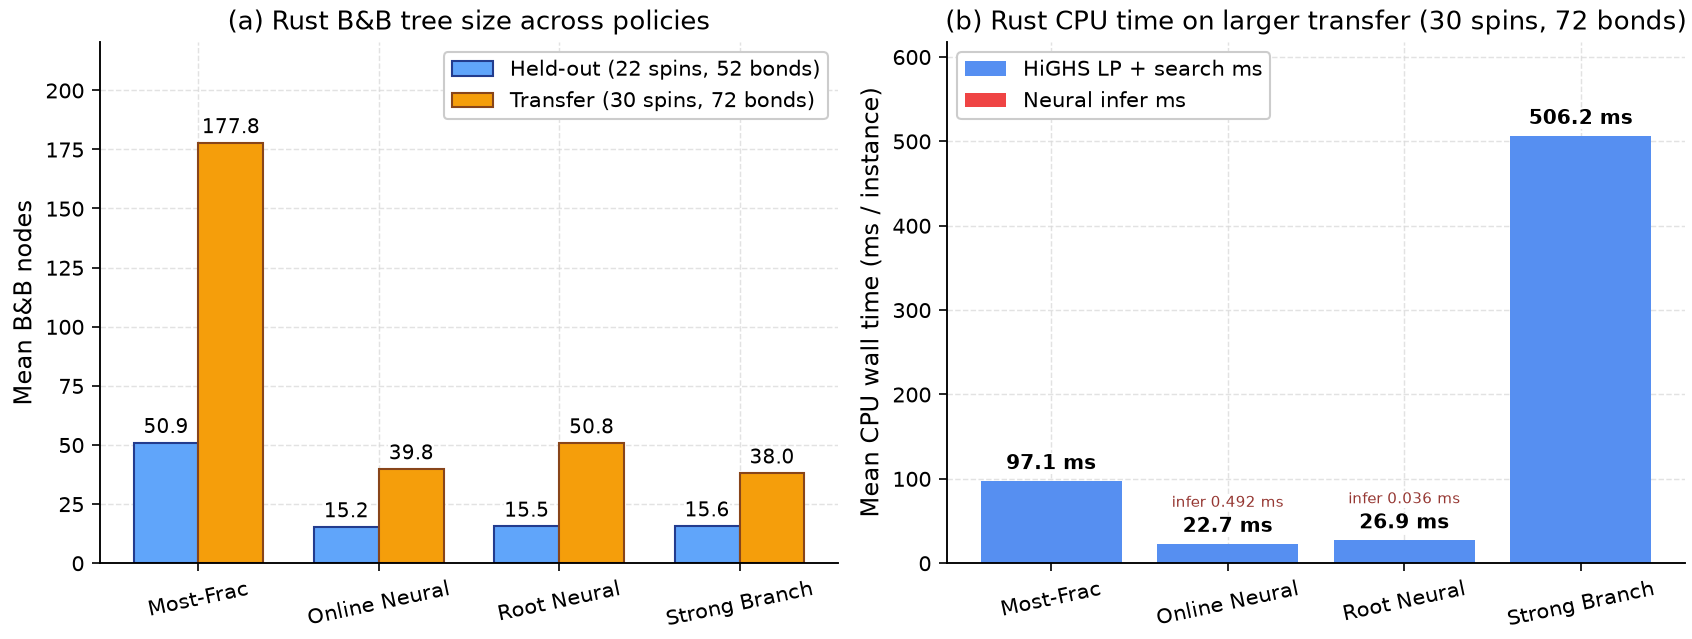 (a) Rust B&B tree size across policies
Mean B&B nodes
200
175
150
125
100
75
50
25
0
Held-out (22 spins, 52 bonds)
Transfer (30 spins, 72 bonds)
50.9
177.8
15.2
39.8
15.5
50.8
15.6
38.0
Most-Frac
Online Neural
Root Neural
Strong Branch
(b) Rust CPU time on larger transfer (30 spins, 72 bonds)
Mean CPU wall time (ms / instance)
600
500
400
300
200
100
0
HiGHS LP + search ms
Neural infer ms
97.1 ms
infer 0.492 ms
22.7 ms
infer 0.036 ms
26.9 ms
506.2 ms
Most-Frac
Online Neural
Root Neural
Strong Branch